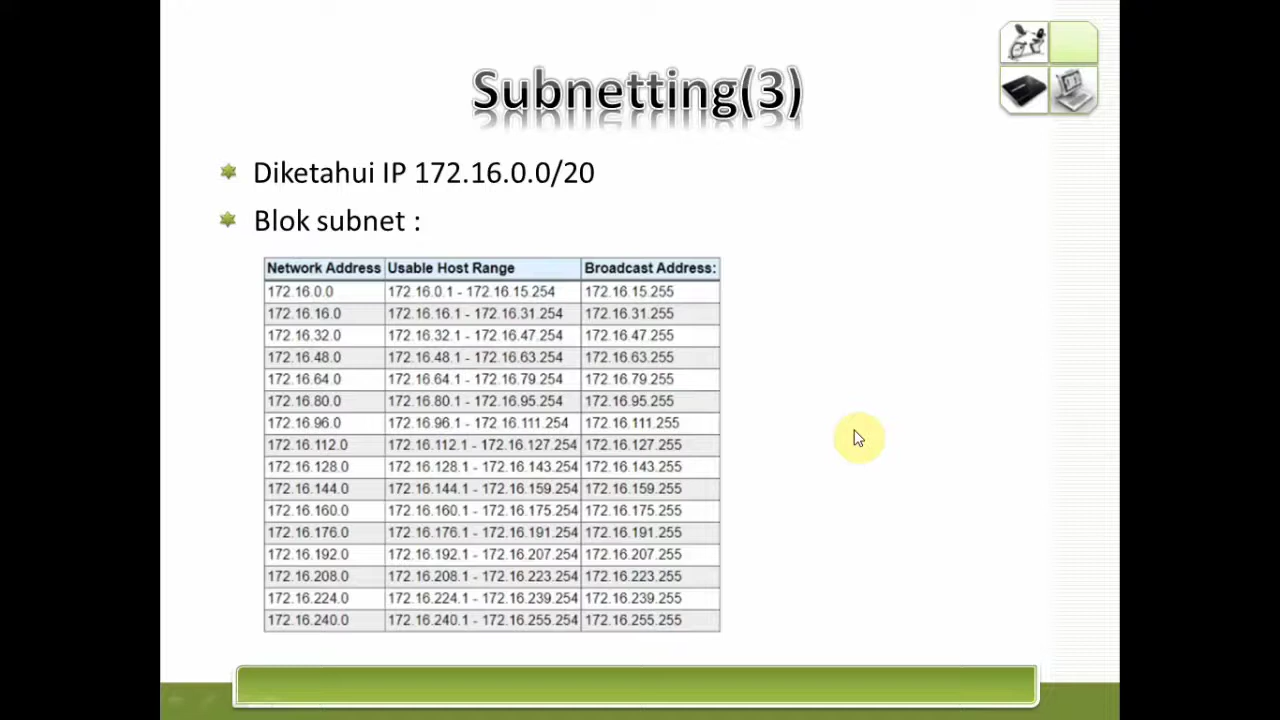 Subnetting(3)
Diketahui IP 172.16.0.0/20
Blok subnet :
Network Address Usable Host Range Broadcast Address:
172.16.0.0 172.16.0.1 - 172.16.15.254 172.16.15.255
172.16.16.0 172.16.16.1 - 172.16.31.254 172.16.31.255
172.16.32.0 172.16.32.1 - 172.16.47.254 172.16.47.255
172.16.48.0 172.16.48.1 - 172.16.63.254 172.16.63.255
172.16.64.0 172.16.64.1 - 172.16.79.254 172.16.79.255
172.16.80.0 172.16.80.1 - 172.16.95.254 172.16.95.255
172.16.96.0 172.16.96.1 - 172.16.111.254 172.16.111.255
172.16.112.0 172.16.112.1 - 172.16.127.254 172.16.127.255
172.16.128.0 172.16.128.1 - 172.16.143.254 172.16.143.255
172.16.144.0 172.16.144.1 - 172.16.159.254 172.16.159.255
172.16.160.0 172.16.160.1 - 172.16.175.254 172.16.175.255
172.16.176.0 172.16.176.1 - 172.16.191.254 172.16.191.255
172.16.192.0 172.16.192.1 - 172.16.207.254 172.16.207.255
172.16.208.0 172.16.208.1 - 172.16.223.254 172.16.223.255
172.16.224.0 172.16.224.1 - 172.16.239.254 172.16.239.255
172.16.240.0 172.16.240.1 - 172.16.255.254 172.16.255.255